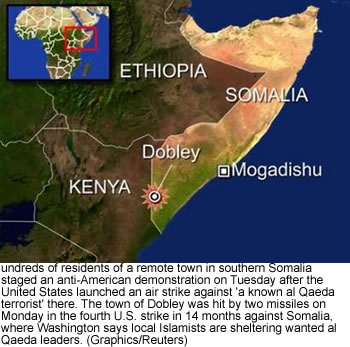 ETHIOPIA
SOMALIA
Dobley
Mogadishu
KENYA
undreds of residents of a remote town in southern Somalia
staged an anti-American demonstration on Tuesday after the
United States launched an air strike against 'a known al Qaeda
terrorist' there. The town of Dobley was hit by two missiles on
Monday in the fourth U.S. strike in 14 months against Somalia,
where Washington says local Islamists are sheltering wanted al
Qaeda leaders. (Graphics/Reuters)